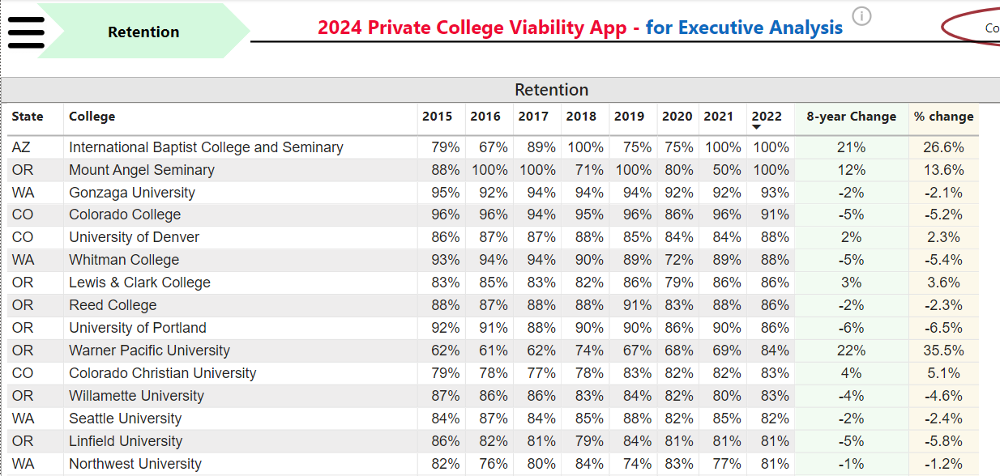 Retention
2024 Private College Viability App - for Executive Analysis
i
Co
Retention
State College 2015 2016 2017 2018 2019 2020 2021 2022 8-year Change % change
AZ International Baptist College and Seminary 79% 67% 89% 100% 75% 75% 100% 100% 21% 26.6%
OR Mount Angel Seminary 88% 100% 100% 71% 100% 80% 50% 100% 12% 13.6%
WA Gonzaga University 95% 92% 94% 94% 94% 92% 92% 93% -2% -2.1%
CO Colorado College 96% 96% 94% 95% 96% 86% 96% 91% -5% -5.2%
CO University of Denver 86% 87% 87% 88% 85% 84% 84% 88% 2% 2.3%
WA Whitman College 93% 94% 94% 90% 89% 72% 89% 88% -5% -5.4%
OR Lewis & Clark College 83% 85% 83% 82% 86% 79% 86% 86% 3% 3.6%
OR Reed College 88% 87% 88% 88% 91% 83% 88% 86% -2% -2.3%
OR University of Portland 92% 91% 88% 90% 90% 86% 90% 86% -6% -6.5%
OR Warner Pacific University 62% 61% 62% 74% 67% 68% 69% 84% 22% 35.5%
CO Colorado Christian University 79% 78% 77% 78% 83% 82% 82% 83% 4% 5.1%
OR Willamette University 87% 86% 86% 83% 84% 82% 80% 83% -4% -4.6%
WA Seattle University 84% 87% 84% 85% 88% 82% 85% 82% -2% -2.4%
OR Linfield University 86% 82% 81% 79% 84% 81% 81% 81% -5% -5.8%
WA Northwest University 82% 76% 80% 84% 74% 83% 77% 81% -1% -1.2%